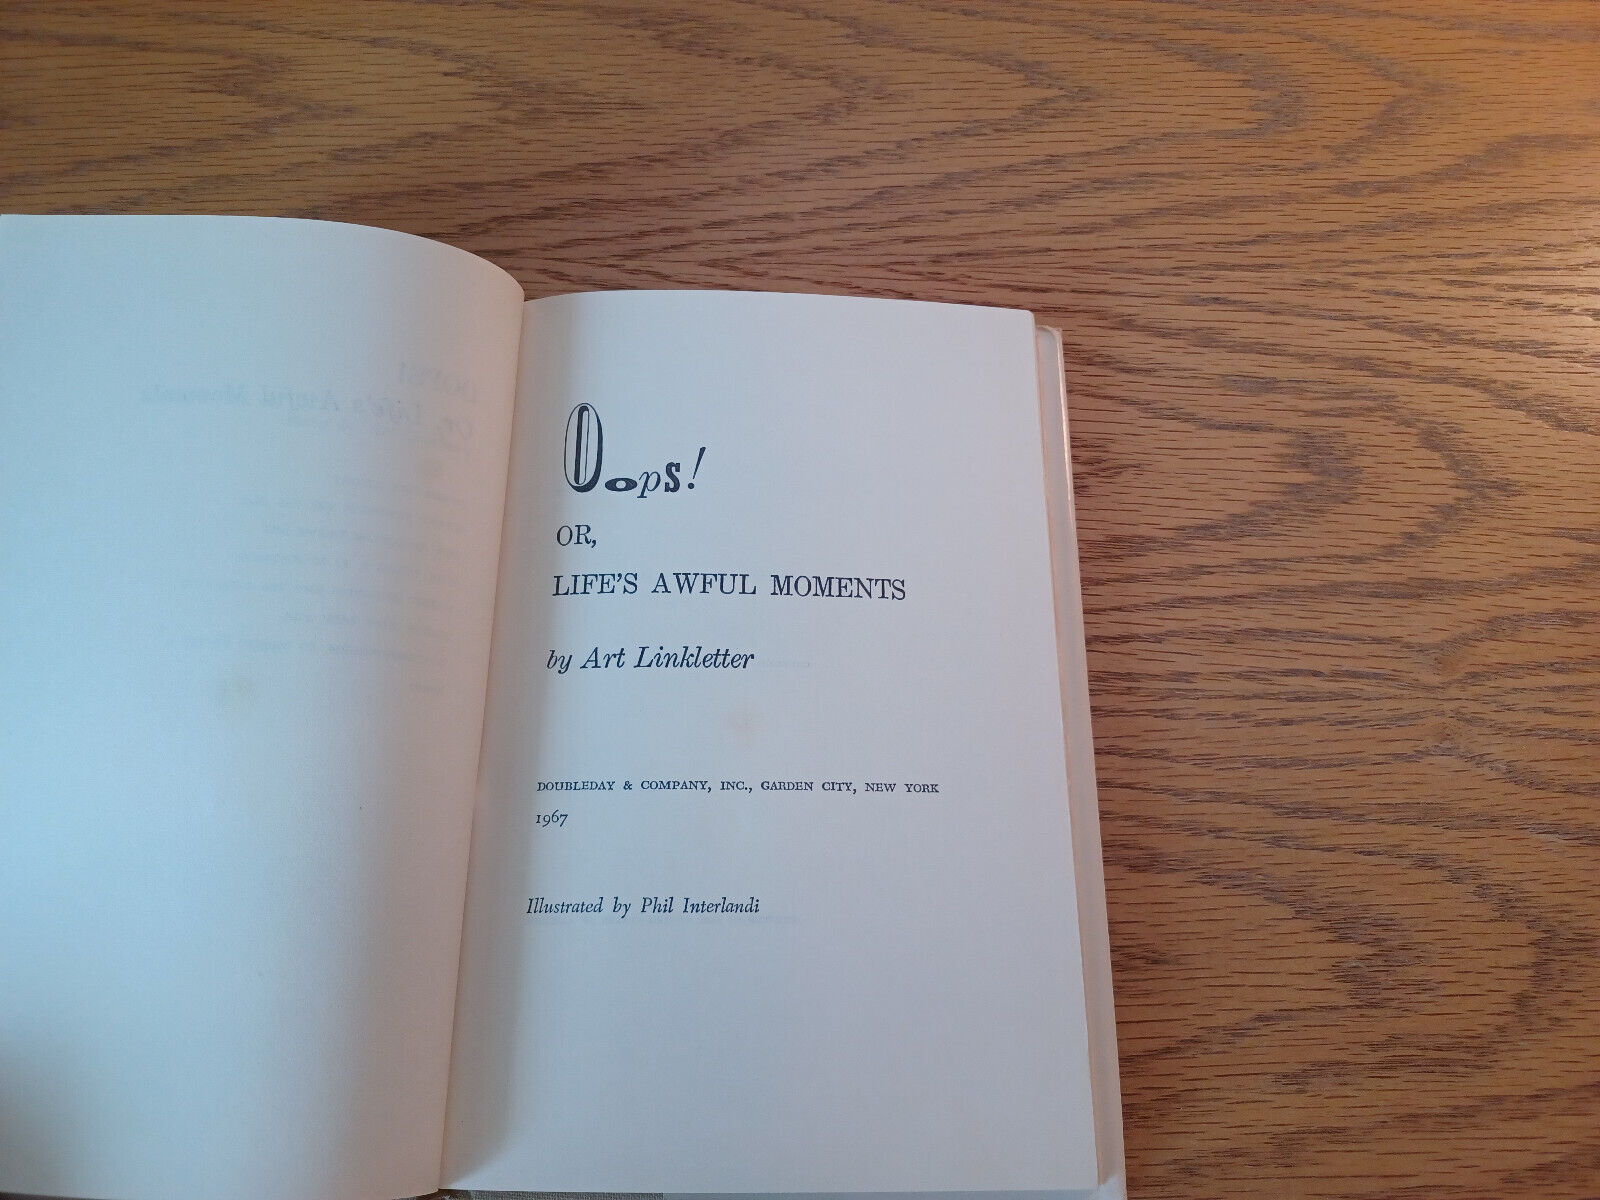 Oops!
OR,
LIFE'S AWFUL MOMENTS
by Art Linkletter
DOUBLEDAY & COMPANY, INC., GARDEN CITY, NEW YORK
1967
Illustrated by Phil Interlandi